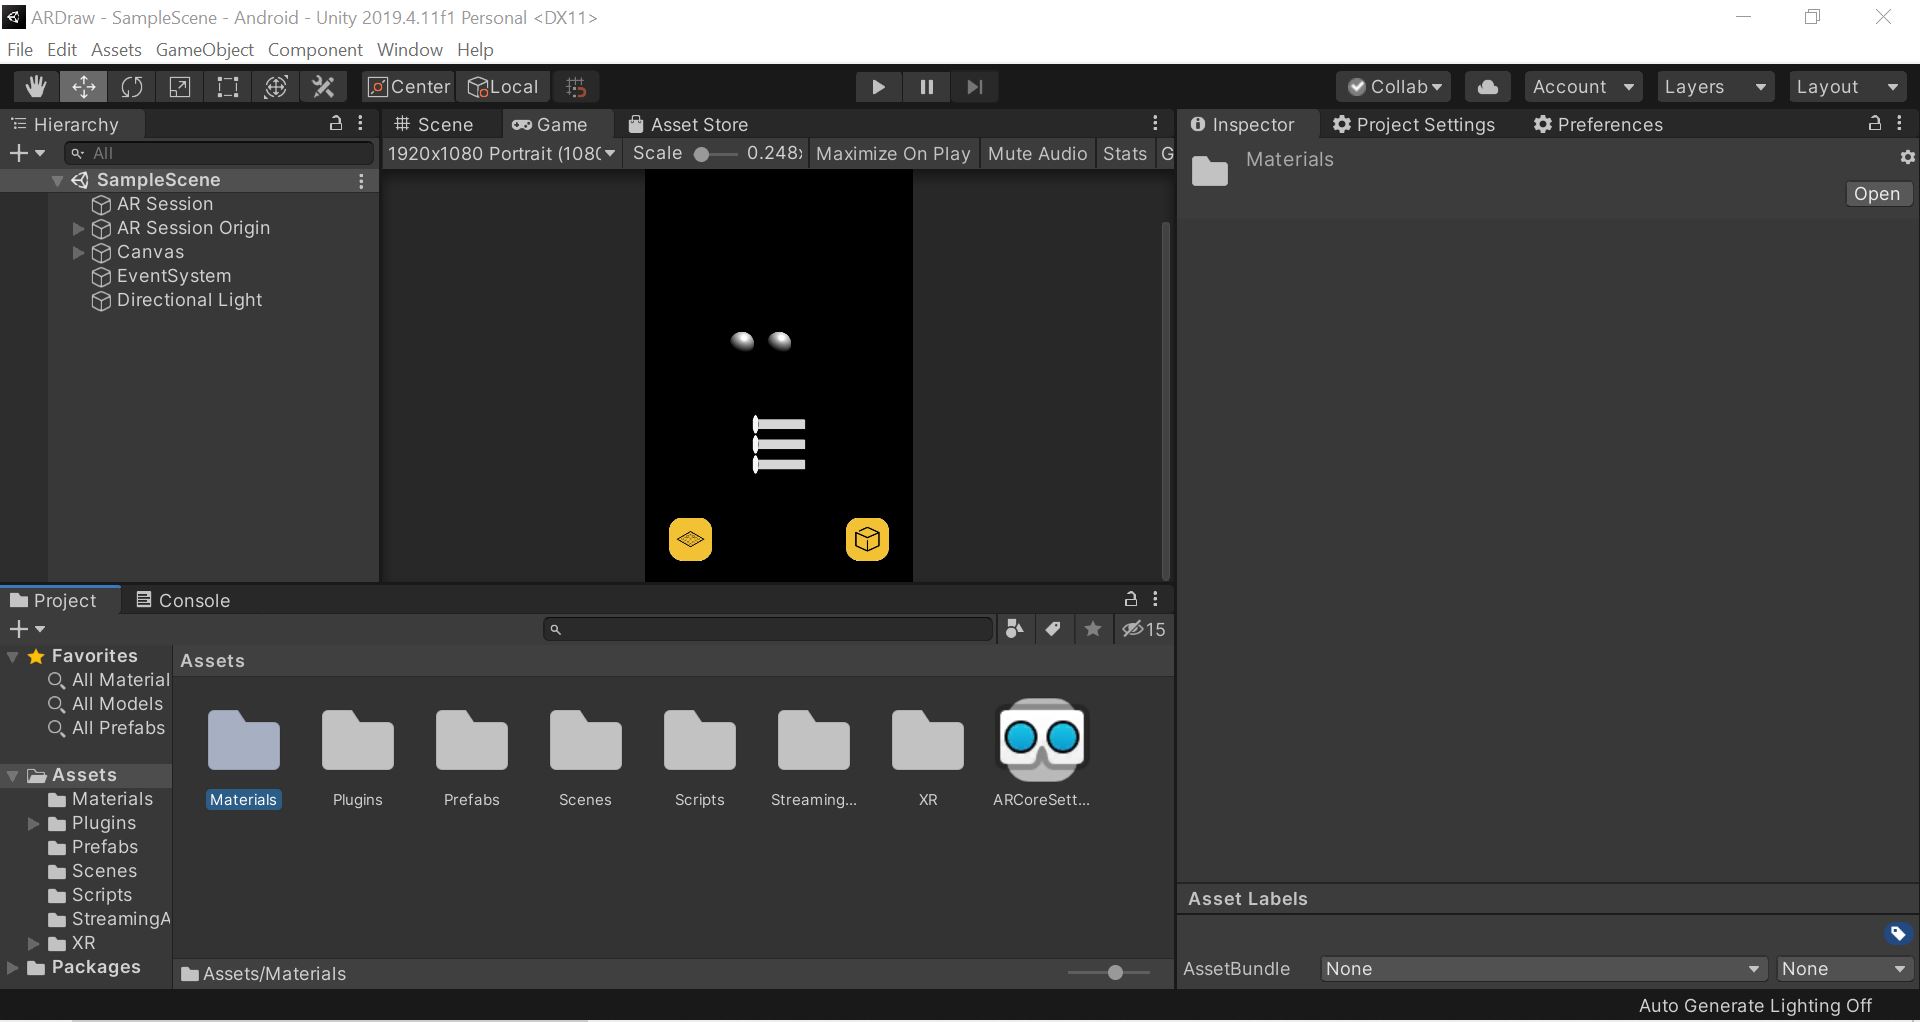 ARDraw - SampleScene - Android - Unity 2019.4.11f1 Personal <DX11>
File Edit Assets GameObject Component Window Help
Center Local Collab Account Layers Layout
Hierarchy
All
SampleScene
AR Session
AR Session Origin
Canvas
EventSystem
Directional Light
Scene Game Asset Store
1920x1080 Portrait (108( Scale 0.248x Maximize On Play Mute Audio Stats G
Inspector Project Settings Preferences
Materials
Open
Project Console
15
Favorites
All Material
All Models
All Prefabs
Assets
Materials
Plugins
Prefabs
Scenes
Scripts
StreamingA
XR
Packages
Assets
Materials Plugins Prefabs Scenes Scripts Streaming... XR ARCoreSett...
Assets/Materials
Asset Labels
AssetBundle None None
Auto Generate Lighting Off